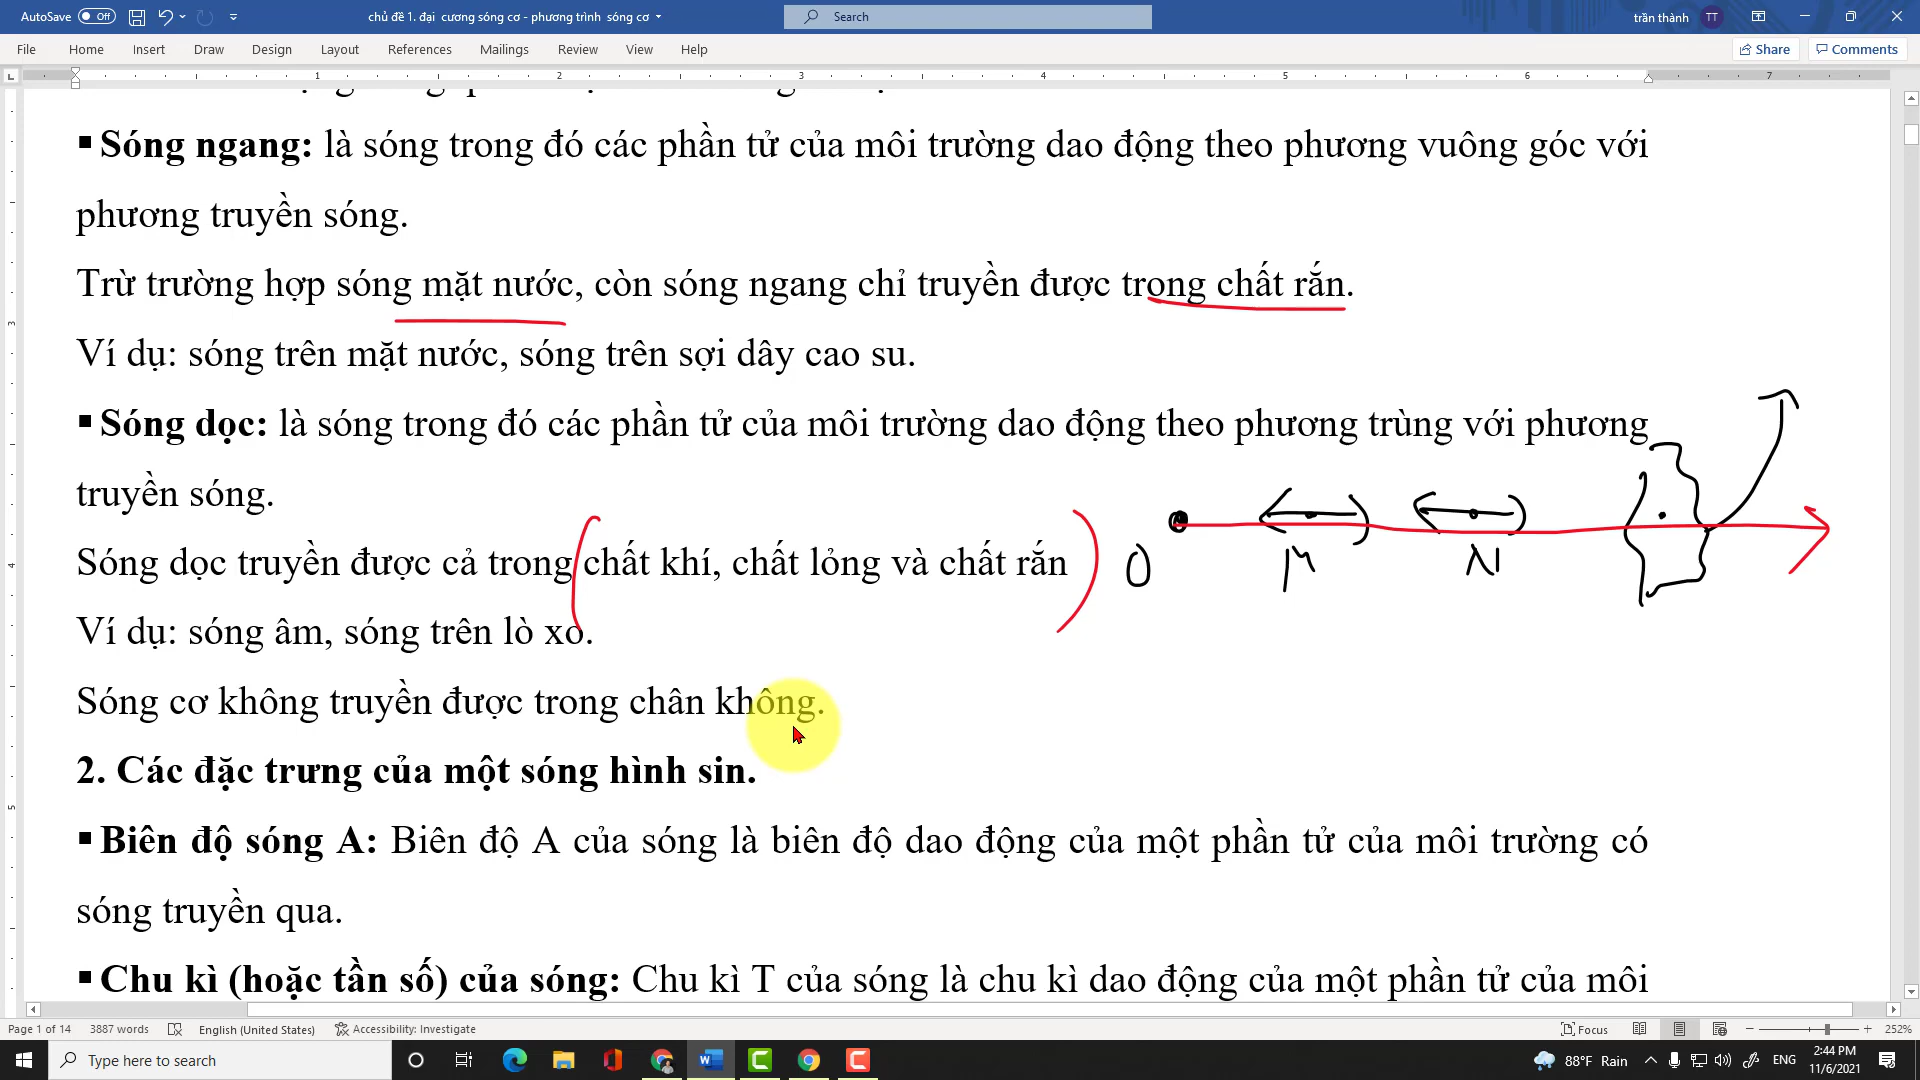 AutoSave Off chủ đề 1. đại cương sóng cơ - phương trình sóng cơ Search trần thành TT
File Home Insert Draw Design Layout References Mailings Review View Help Share Comments
1 2 3 4 5 6 7
▪ Sóng ngang: là sóng trong đó các phần tử của môi trường dao động theo phương vuông góc với
phương truyền sóng.
Trừ trường hợp sóng mặt nước, còn sóng ngang chỉ truyền được trong chất rắn.
Ví dụ: sóng trên mặt nước, sóng trên sợi dây cao su.
▪ Sóng dọc: là sóng trong đó các phần tử của môi trường dao động theo phương trùng với phương
truyền sóng.
Sóng dọc truyền được cả trong chất khí, chất lỏng và chất rắn
O M N
Ví dụ: sóng âm, sóng trên lò xo.
Sóng cơ không truyền được trong chân không.
2. Các đặc trưng của một sóng hình sin.
▪ Biên độ sóng A: Biên độ A của sóng là biên độ dao động của một phần tử của môi trường có
sóng truyền qua.
▪ Chu kì (hoặc tần số) của sóng: Chu kì T của sóng là chu kì dao động của một phần tử của môi
3
4
5
Page 1 of 14 3887 words English (United States) Accessibility: Investigate Focus 252%
Type here to search 88°F Rain ENG 2:44 PM
11/6/2021